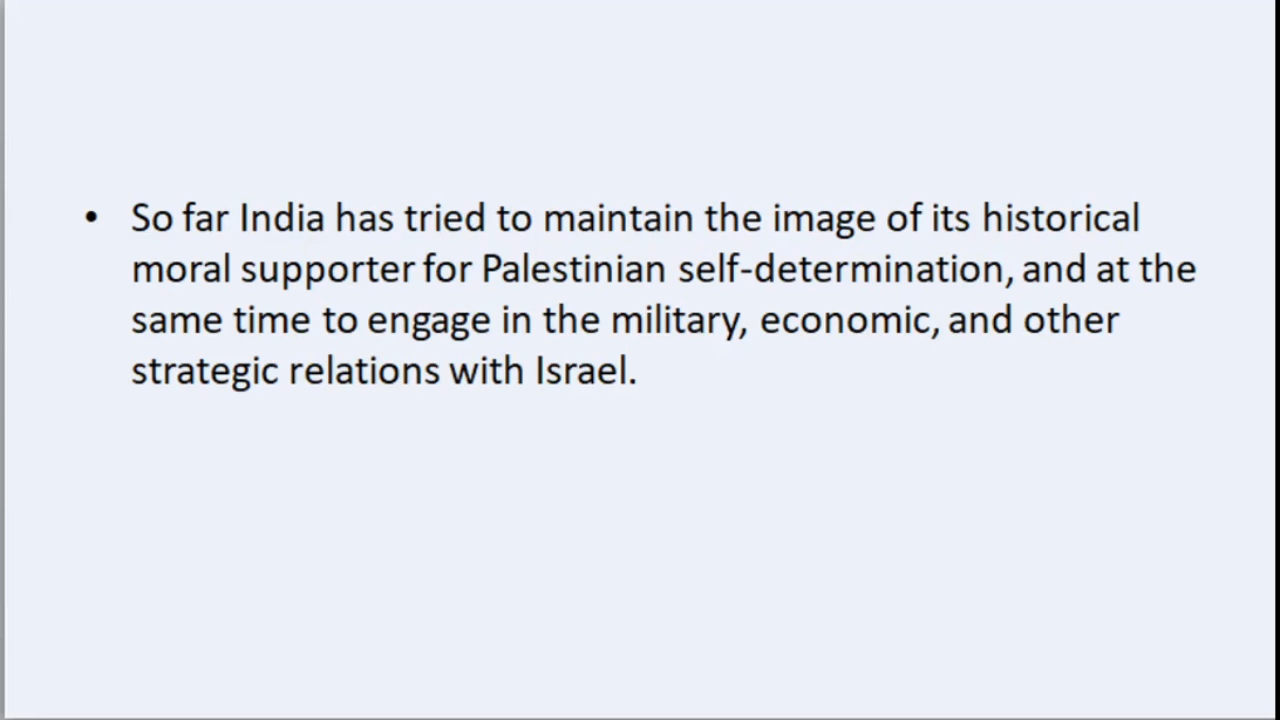 • So far India has tried to maintain the image of its historical
moral supporter for Palestinian self-determination, and at the
same time to engage in the military, economic, and other
strategic relations with Israel.